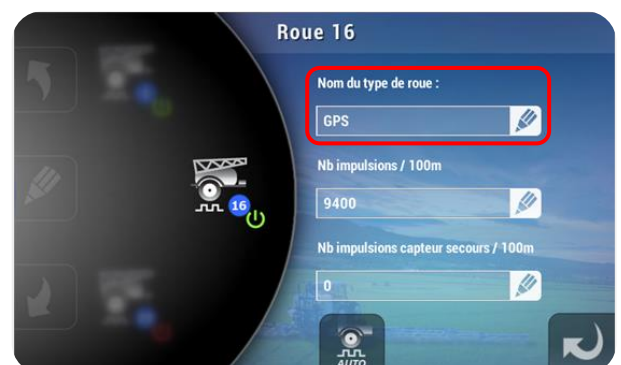 Roue 16
Nom du type de roue :
GPS
Nb impulsions / 100m
9400
16
Nb impulsions capteur secours / 100m
0
AUTO